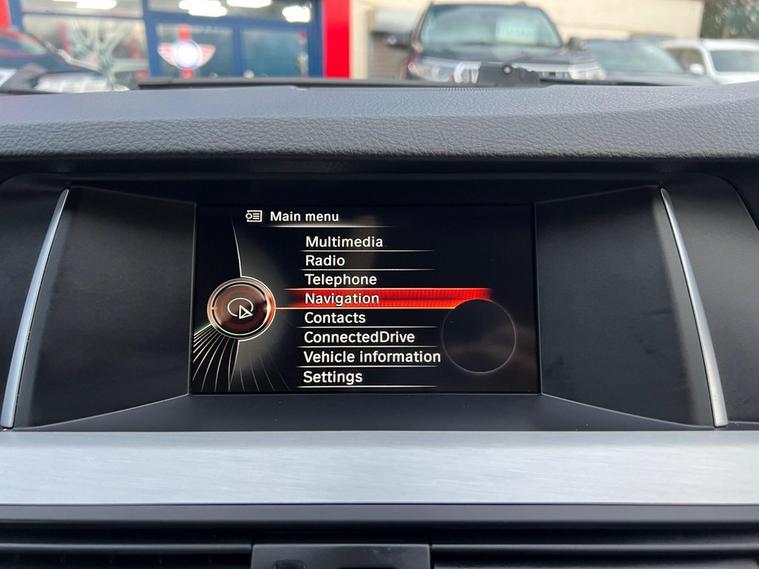 Main menu
Multimedia
Radio
Telephone
Navigation
Contacts
ConnectedDrive
Vehicle information
Settings